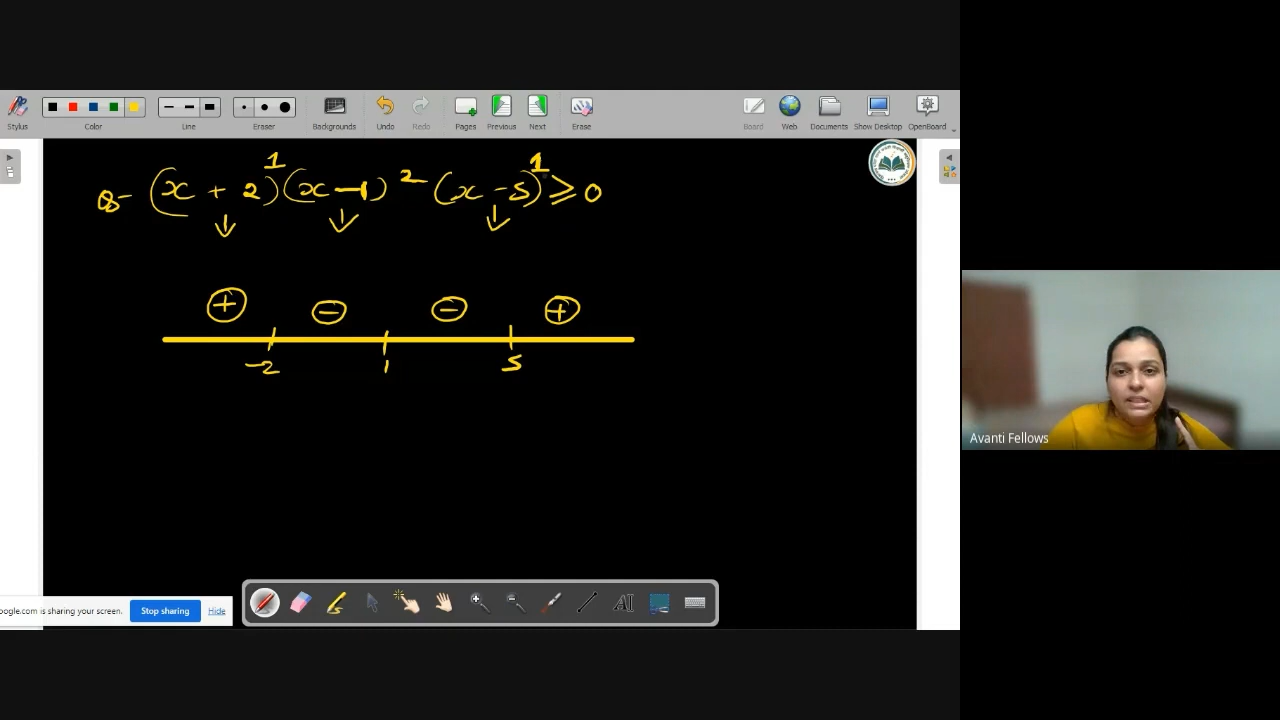 Stylus Color Line Eraser Backgrounds Undo Redo Pages Previous Next Erase Board Web Documents Show Desktop OpenBoard
Q- (x + 2)¹(x - 1)² (x - 5)¹ ≥ 0
+ - - +
-2 1 5
Avanti Fellows
oogle.com is sharing your screen. Stop sharing Hide